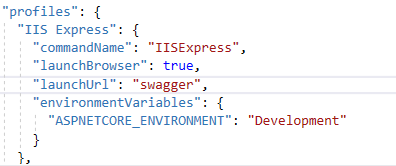 "profiles": {
"IIS Express": {
"commandName": "IISExpress",
"launchBrowser": true,
"launchUrl": "swagger",
"environmentVariables": {
"ASPNETCORE_ENVIRONMENT": "Development"
}
},